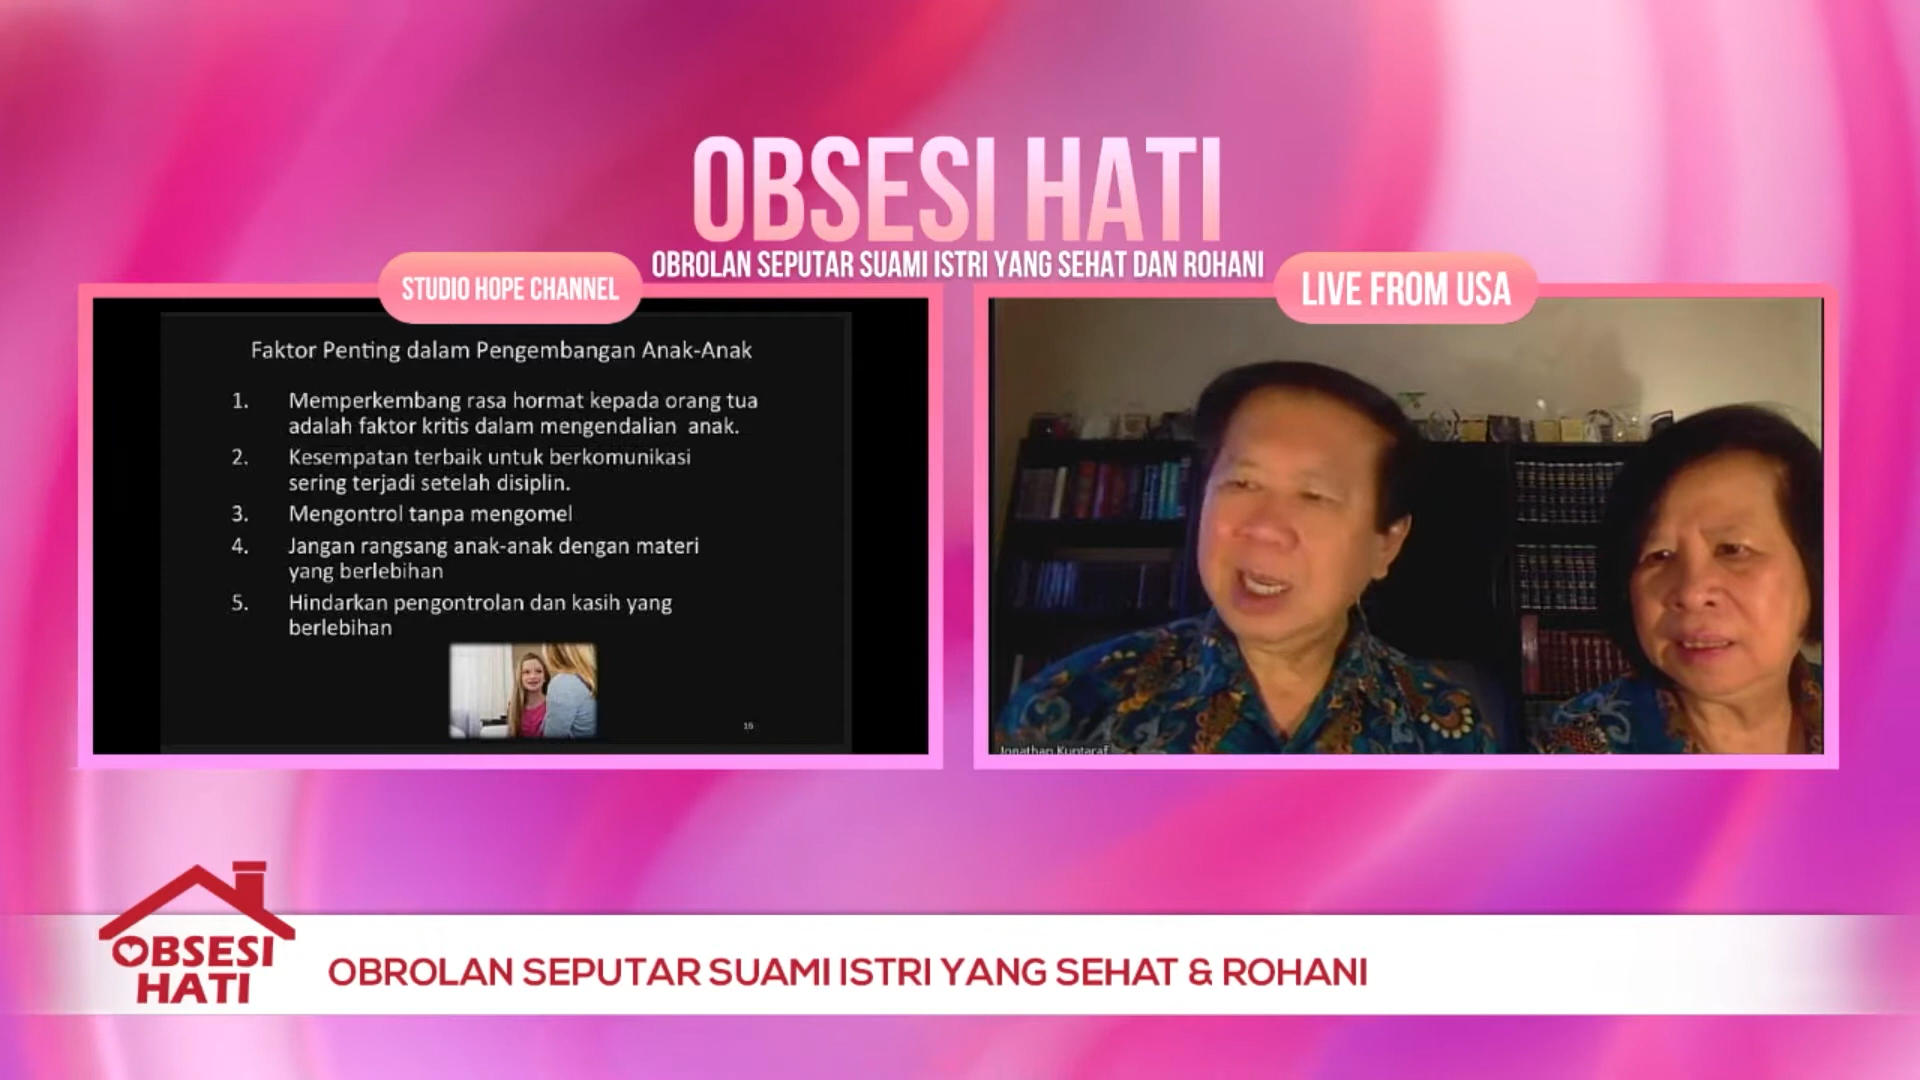 OBSESI HATI
OBROLAN SEPUTAR SUAMI ISTRI YANG SEHAT DAN ROHANI
STUDIO HOPE CHANNEL
LIVE FROM USA
Faktor Penting dalam Pengembangan Anak-Anak
1. Memperkembang rasa hormat kepada orang tua
adalah faktor kritis dalam mengendalian anak.
2. Kesempatan terbaik untuk berkomunikasi
sering terjadi setelah disiplin.
3. Mengontrol tanpa mengomel
4. Jangan rangsang anak-anak dengan materi
yang berlebihan
5. Hindarkan pengontrolan dan kasih yang
berlebihan
16
Jonathan Kuntaraf
OBSESI
HATI
OBROLAN SEPUTAR SUAMI ISTRI YANG SEHAT & ROHANI